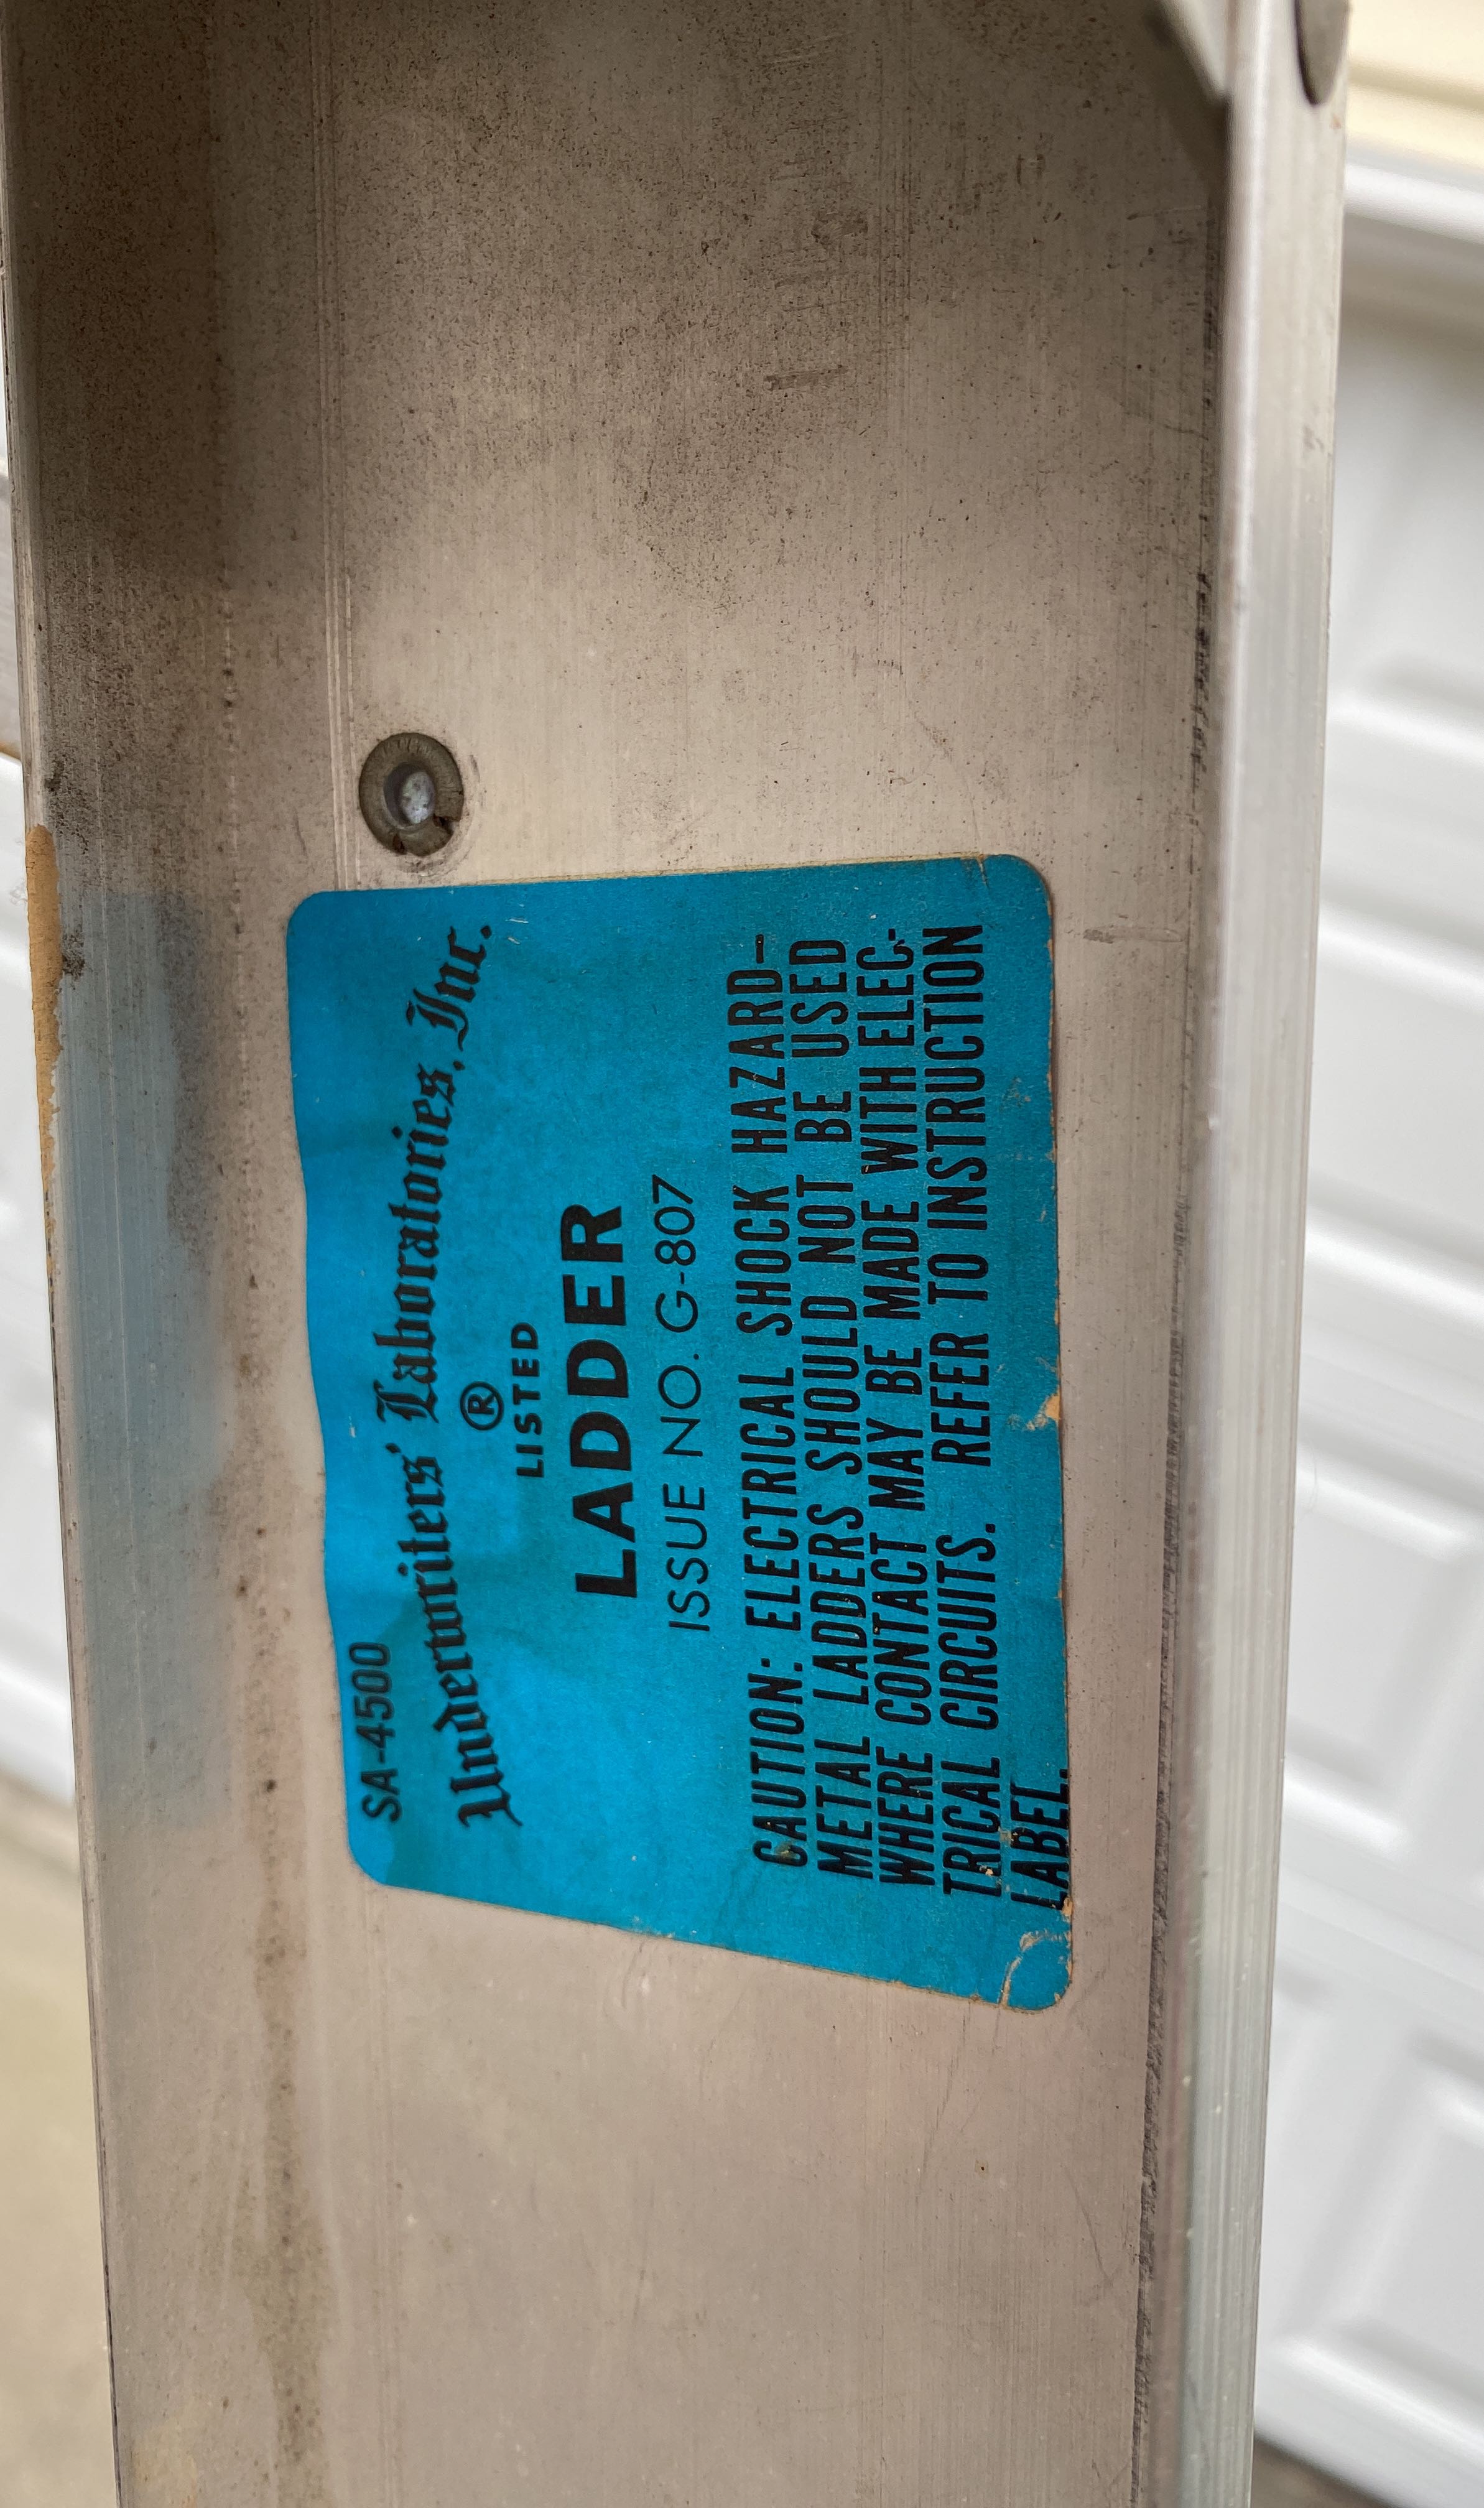 SA-4500
Underwriters' Laboratories, Inc.
®
LISTED
LADDER
ISSUE NO. G-807
CAUTION: ELECTRICAL SHOCK HAZARD–
METAL LADDERS SHOULD NOT BE USED
WHERE CONTACT MAY BE MADE WITH ELEC-
TRICAL CIRCUITS. REFER TO INSTRUCTION
LABEL.